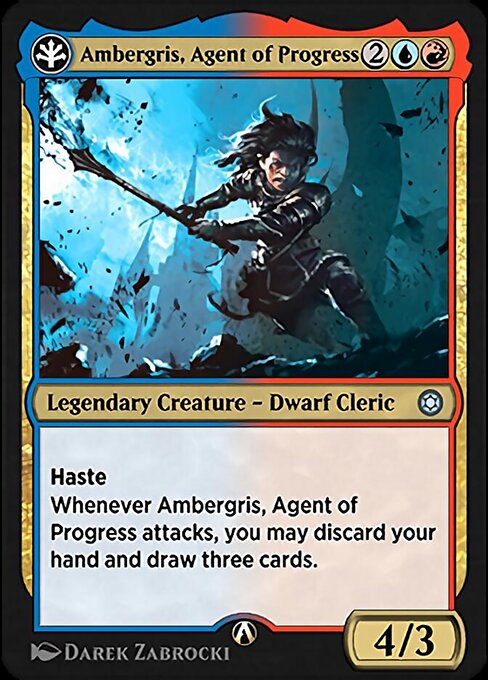 Ambergris, Agent of Progress 2
Legendary Creature – Dwarf Cleric
Haste
Whenever Ambergris, Agent of
Progress attacks, you may discard your
hand and draw three cards.
4/3
DAREK ZABROCKI